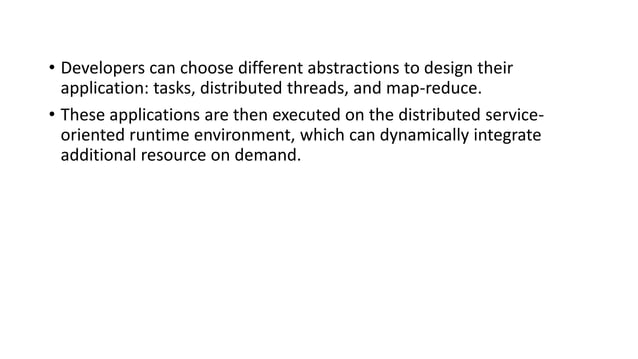 • Developers can choose different abstractions to design their
application: tasks, distributed threads, and map-reduce.
• These applications are then executed on the distributed service-
oriented runtime environment, which can dynamically integrate
additional resource on demand.